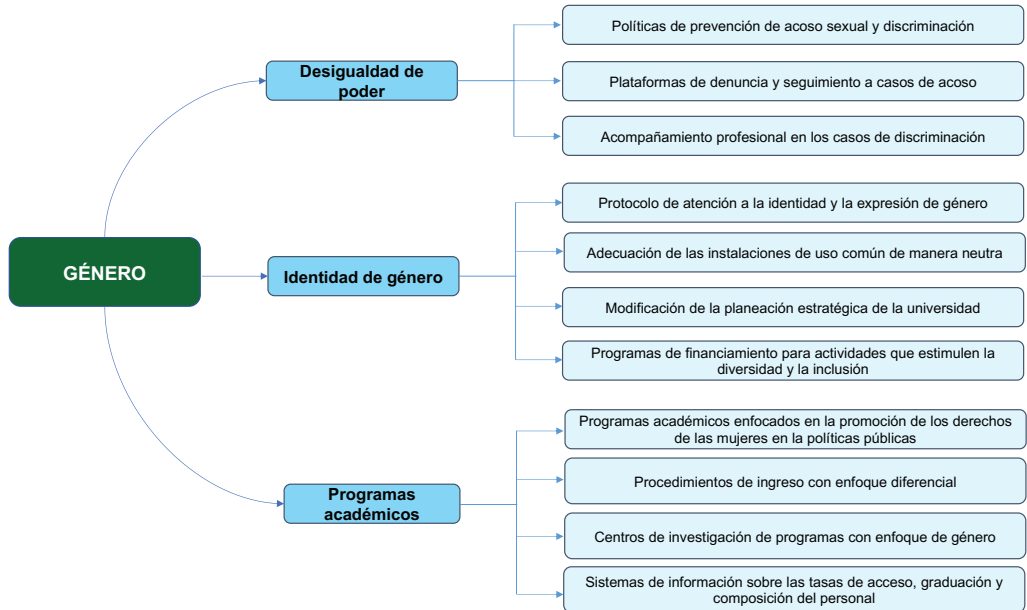 GÉNERO
Desigualdad de
poder
Políticas de prevención de acoso sexual y discriminación
Plataformas de denuncia y seguimiento a casos de acoso
Acompañamiento profesional en los casos de discriminación
Identidad de género
Protocolo de atención a la identidad y la expresión de género
Adecuación de las instalaciones de uso común de manera neutra
Modificación de la planeación estratégica de la universidad
Programas de financiamiento para actividades que estimulen la
diversidad y la inclusión
Programas
académicos
Programas académicos enfocados en la promoción de los derechos
de las mujeres en la políticas públicas
Procedimientos de ingreso con enfoque diferencial
Centros de investigación de programas con enfoque de género
Sistemas de información sobre las tasas de acceso, graduación y
composición del personal